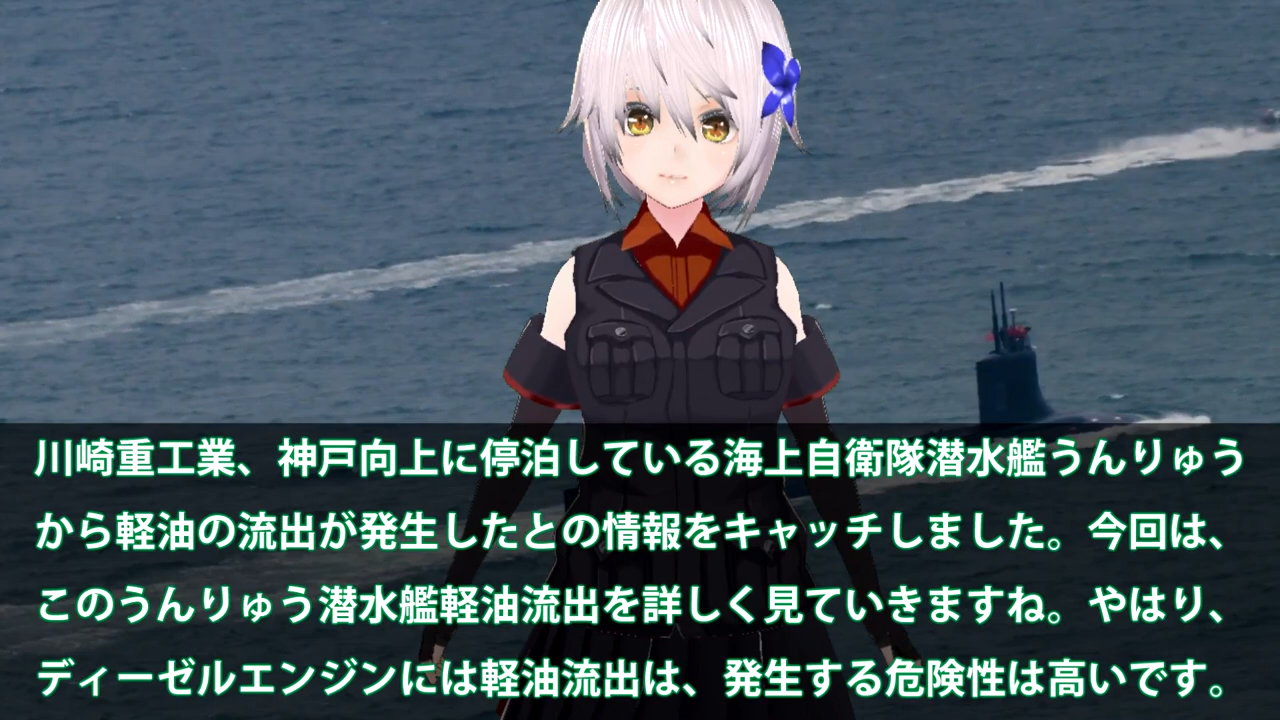 川崎重工業、神戸向上に停泊している海上自衛隊潜水艦うんりゅう
から軽油の流出が発生したとの情報をキャッチしました。今回は、
このうんりゅう潜水艦軽油流出を詳しく見ていきますね。やはり、
ディーゼルエンジンには軽油流出は、発生する危険性は高いです。